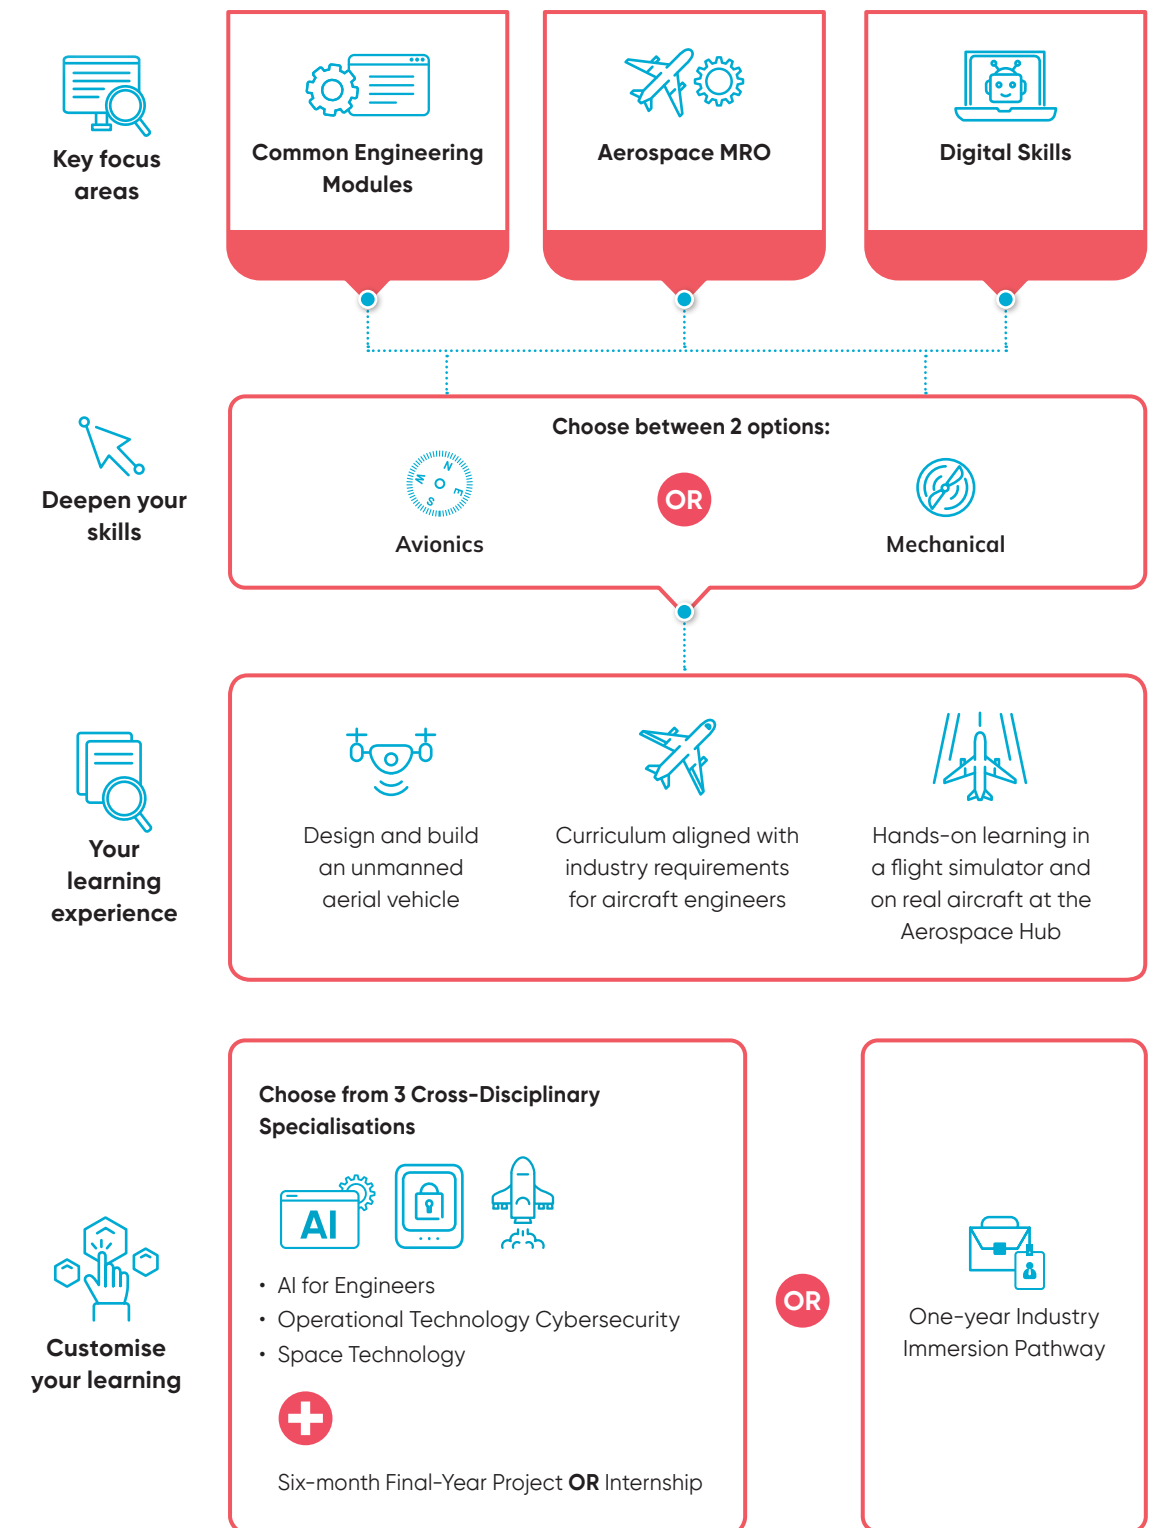 Key focus
areas
Common Engineering
Modules
Aerospace MRO
Digital Skills
Deepen your
skills
Choose between 2 options:
N
E
S
W
Avionics
OR
Mechanical
Your
learning
experience
Design and build
an unmanned
aerial vehicle
Curriculum aligned with
industry requirements
for aircraft engineers
Hands-on learning in
a flight simulator and
on real aircraft at the
Aerospace Hub
Customise
your learning
Choose from 3 Cross-Disciplinary
Specialisations
AI
• AI for Engineers
• Operational Technology Cybersecurity
• Space Technology
Six-month Final-Year Project OR Internship
OR
One-year Industry
Immersion Pathway